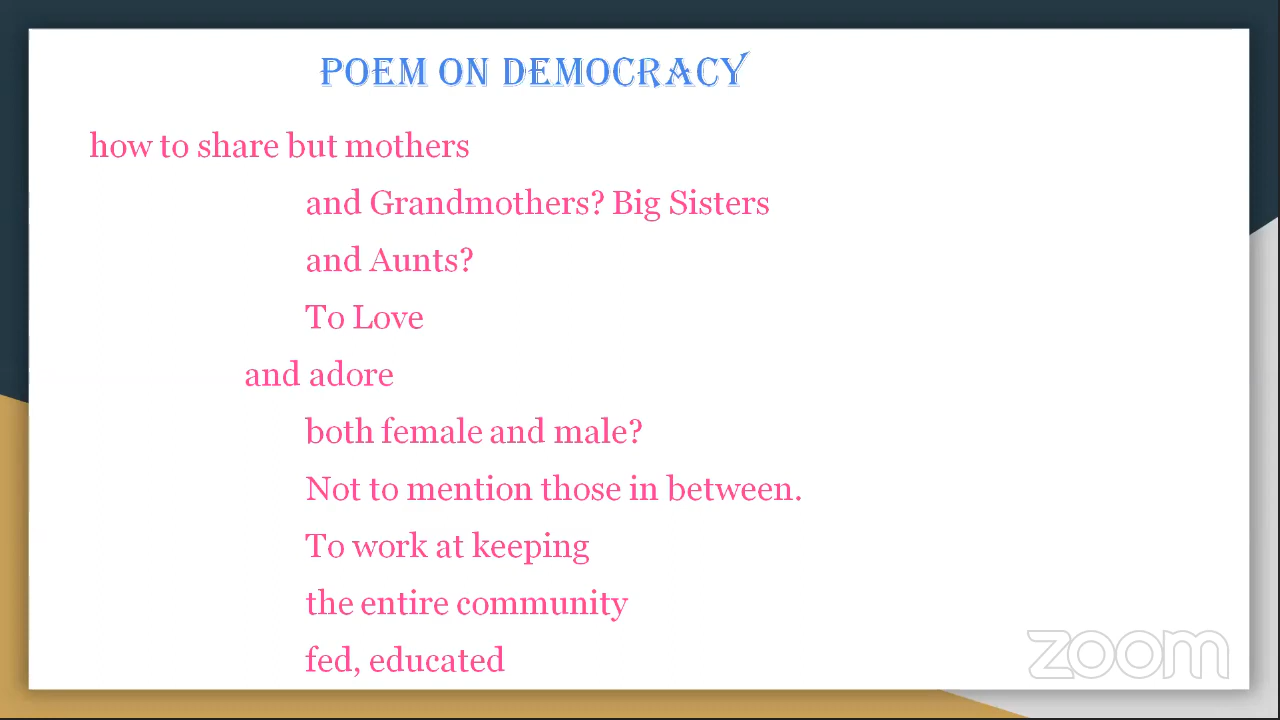 POEM ON DEMOCRACY
how to share but mothers
and Grandmothers? Big Sisters
and Aunts?
To Love
and adore
both female and male?
Not to mention those in between.
To work at keeping
the entire community
fed, educated
zoom